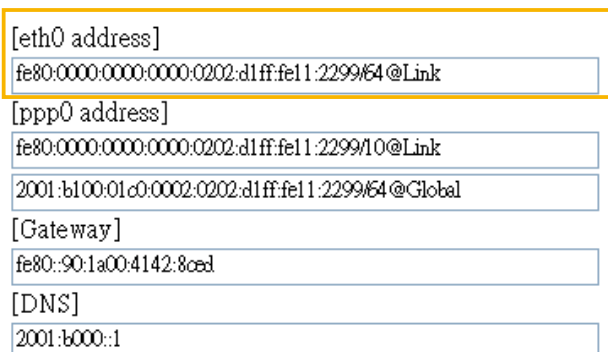 [eth0 address]
fe80:0000:0000:0000:0202:d1ff:fe11:2299/64@Link
[ppp0 address]
fe80:0000:0000:0000:0202:d1ff:fe11:2299/10@Link
2001:b100:01c0:0002:0202:d1ff:fe11:2299/64@Global
[Gateway]
fe80::90:1a00:4142:8ced
[DNS]
2001:b000::1